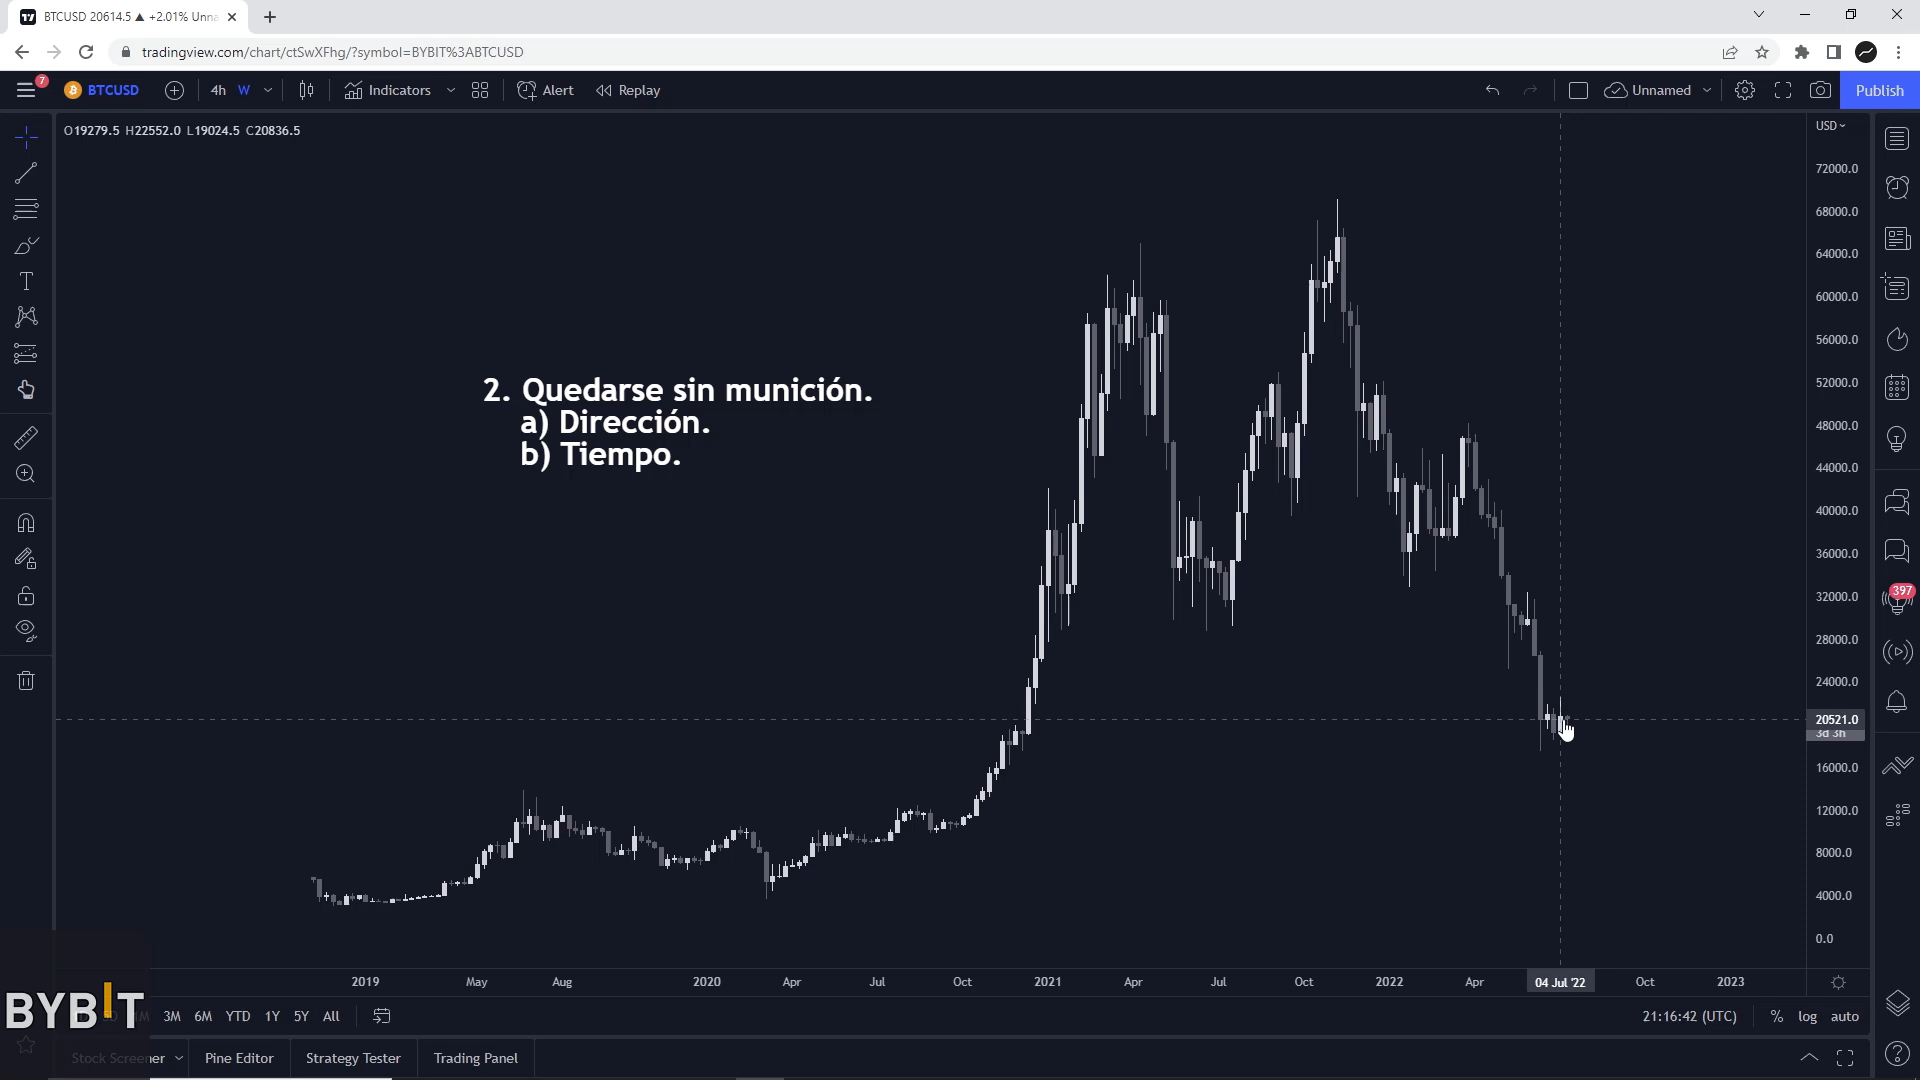 BTCUSD 20614.5 ▲ +2.01% Unna
tradingview.com/chart/ctSwXFhg/?symbol=BYBIT%3ABTCUSD
7
BTCUSD
4h W
Indicators
Alert
Replay
Unnamed
Publish
O19279.5 H22552.0 L19024.5 C20836.5
USD
72000.0
68000.0
64000.0
60000.0
56000.0
52000.0
48000.0
44000.0
40000.0
36000.0
32000.0
28000.0
24000.0
20521.0
3d 3h
16000.0
12000.0
8000.0
4000.0
0.0
2. Quedarse sin munición.
a) Dirección.
b) Tiempo.
397
2019 May Aug 2020 Apr Jul Oct 2021 Apr Jul Oct 2022 Apr 04 Jul '22 Oct 2023
BYBIT
3M 6M YTD 1Y 5Y All
21:16:42 (UTC) % log auto
Stock Screener Pine Editor Strategy Tester Trading Panel